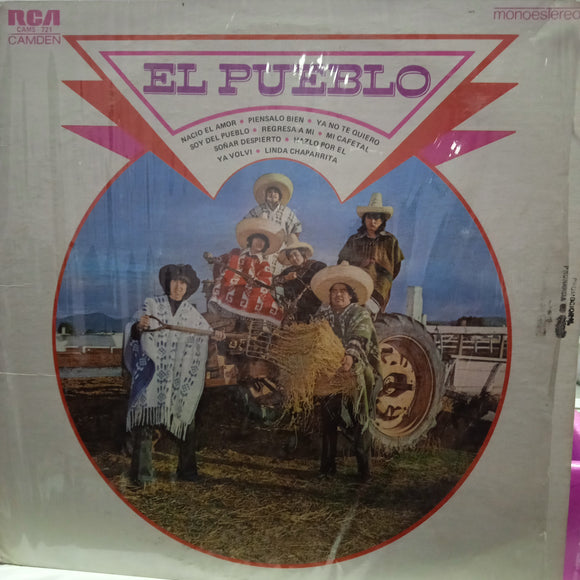 RCA
CAMS-721
CAMDEN
monoestereo
EL PUEBLO
NACIO EL AMOR • PIENSALO BIEN • YA NO TE QUIERO
SOY DEL PUEBLO • REGRESA A MI • MI CAFETAL
SOÑAR DESPIERTO • HAZLO POR EL
YA VOLVI • LINDA CHAPARRITA